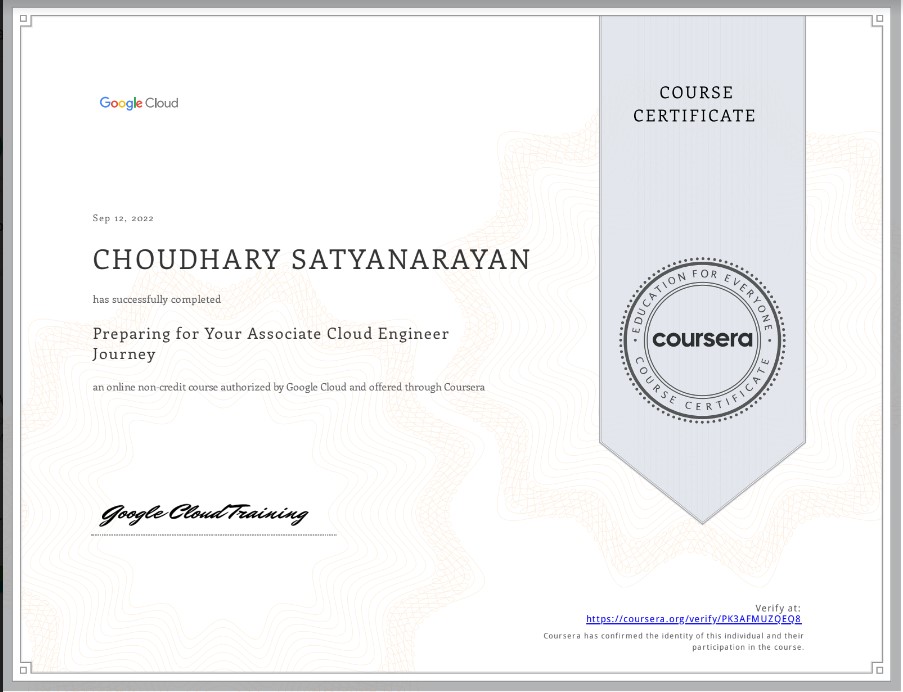 Google Cloud
COURSE
CERTIFICATE
Sep 12, 2022
CHOUDHARY SATYANARAYAN
has successfully completed
Preparing for Your Associate Cloud Engineer
Journey
an online non-credit course authorized by Google Cloud and offered through Coursera
EDUCATION FOR EVERYONE
coursera
COURSE CERTIFICATE
Google Cloud Training
Verify at:
https://coursera.org/verify/PK3AFMUZQEQ8
Coursera has confirmed the identity of this individual and their
participation in the course.